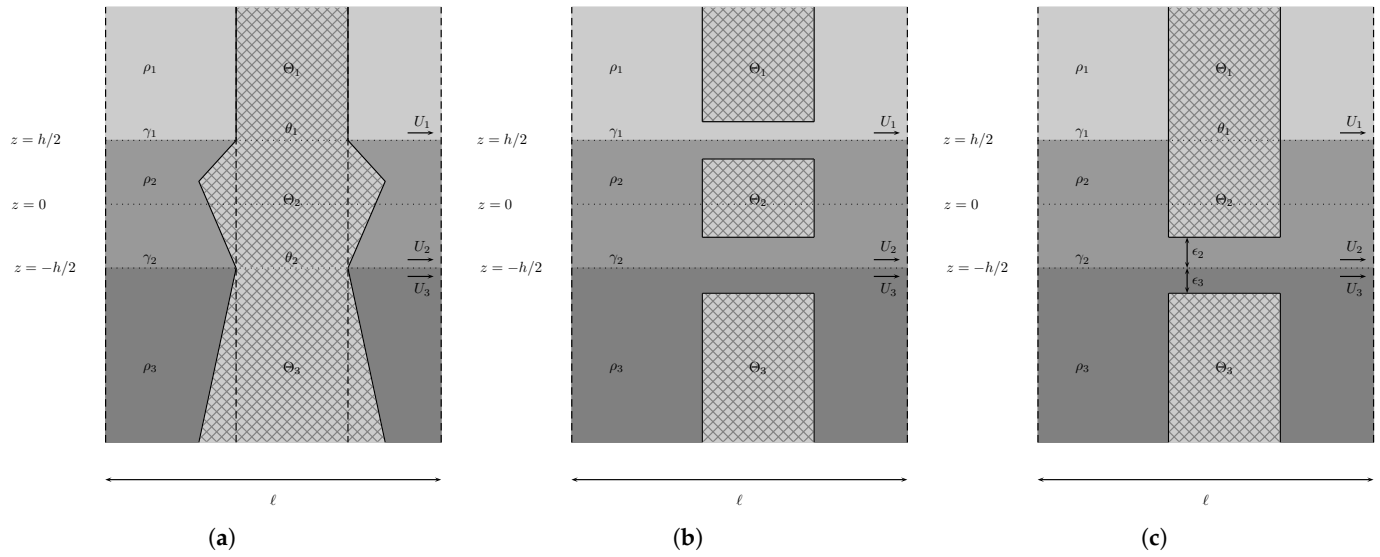 ρ₁ Θ₁
γ₁ θ₁ U₁
z = h/2
ρ₂ Θ₂
z = 0
γ₂ θ₂ U₂
z = −h/2
U₃
ρ₃ Θ₃
ℓ
(a)
ρ₁ Θ₁
γ₁ U₁
z = h/2
ρ₂ Θ₂
z = 0
γ₂ U₂
z = −h/2
U₃
ρ₃ Θ₃
ℓ
(b)
ρ₁ Θ₁
γ₁ θ₁ U₁
z = h/2
ρ₂ Θ₂
z = 0
γ₂ ϵ₂ U₂
z = −h/2
ϵ₃ U₃
ρ₃ Θ₃
ℓ
(c)